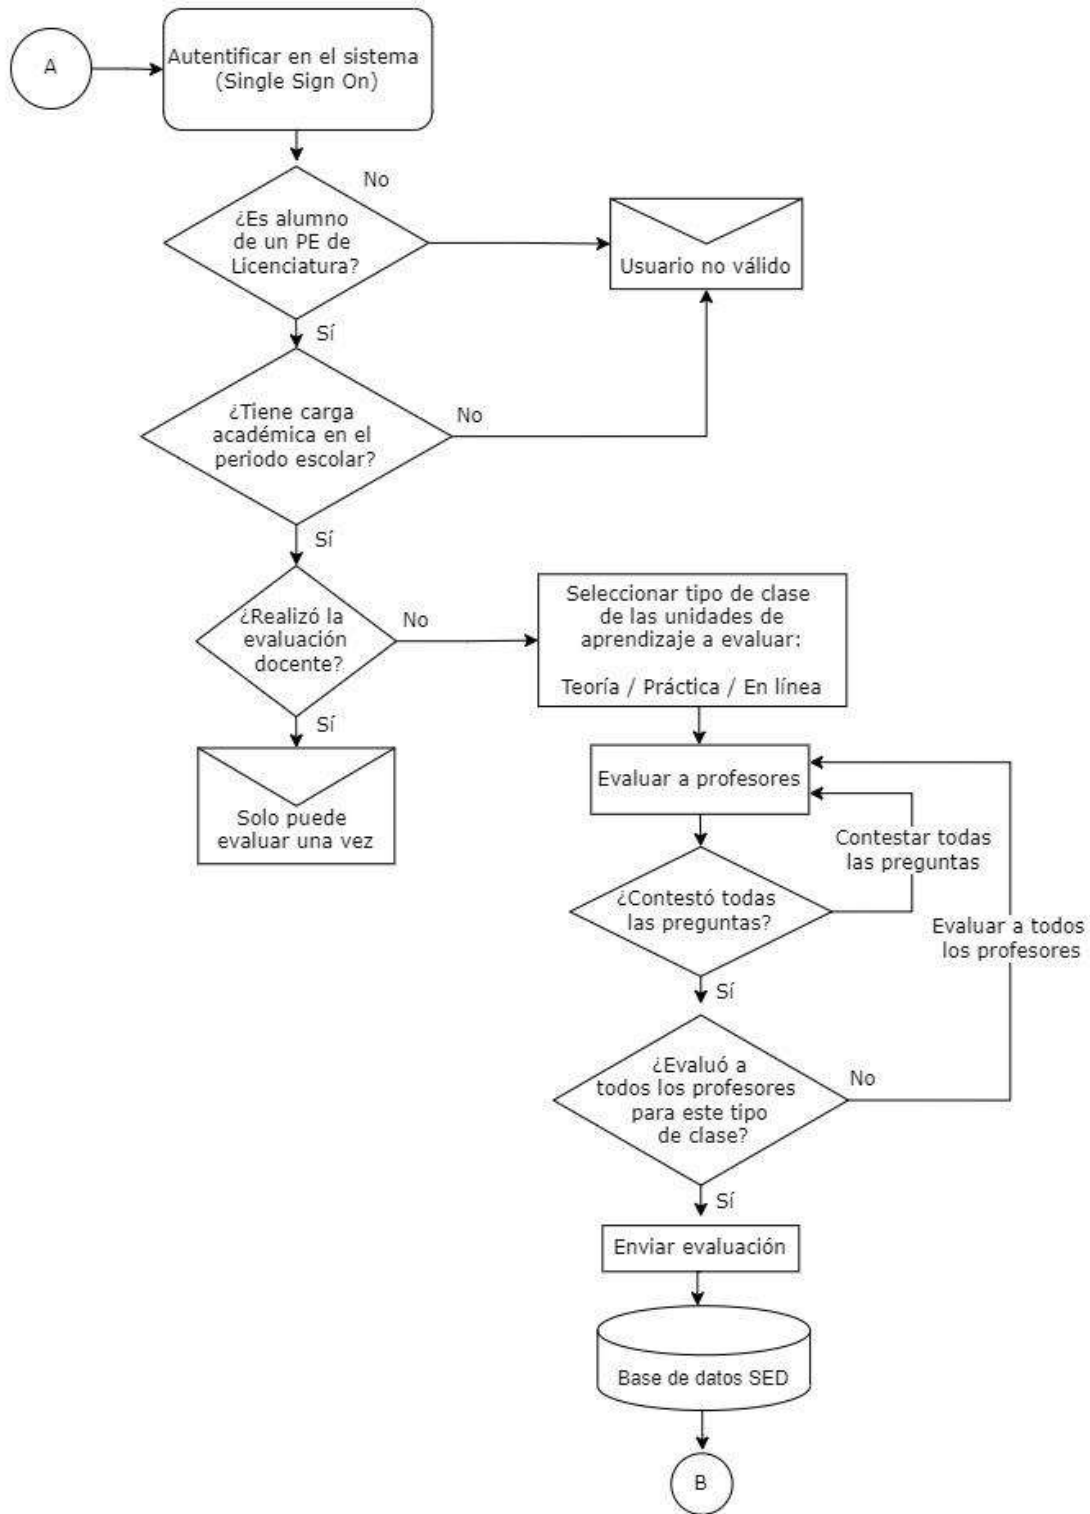 A
Autentificar en el sistema
(Single Sign On)
No
¿Es alumno
de un PE de
Licenciatura?
Usuario no válido
Sí
¿Tiene carga
académica en el
periodo escolar?
No
Sí
¿Realizó la
evaluación
docente?
No
Seleccionar tipo de clase
de las unidades de
aprendizaje a evaluar:
Teoría / Práctica / En línea
Sí
Solo puede
evaluar una vez
Evaluar a profesores
Contestar todas
las preguntas
¿Contestó todas
las preguntas?
Evaluar a todos
los profesores
Sí
¿Evaluó a
todos los profesores
para este tipo
de clase?
No
Sí
Enviar evaluación
Base de datos SED
B